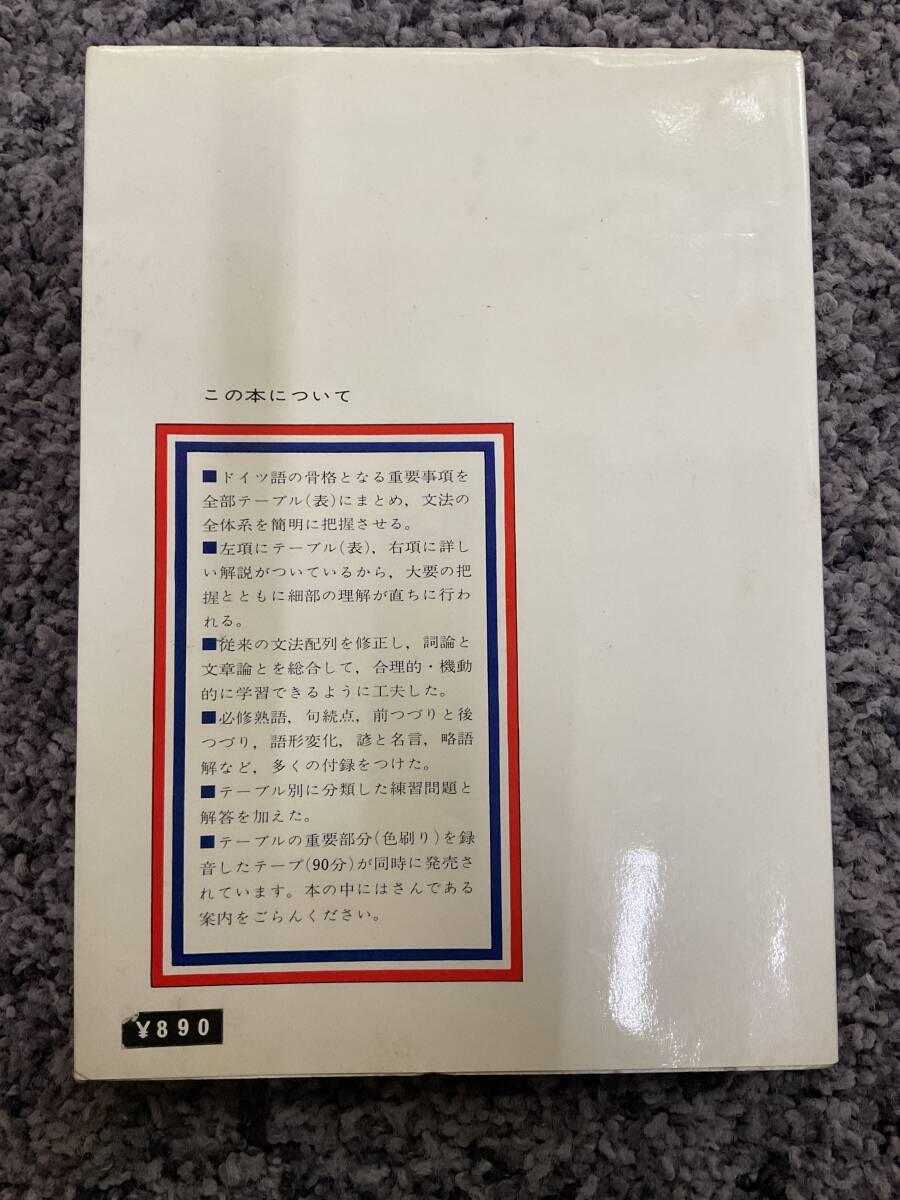 この本について
■ドイツ語の骨格となる重要事項を
全部テーブル(表)にまとめ，文法の
全体系を簡明に把握させる。
■左項にテーブル(表)，右項に詳し
い解説がついているから，大要の把
握とともに細部の理解が直ちに行わ
れる。
■従来の文法配列を修正し，詞論と
文章論とを総合して，合理的・機動
的に学習できるように工夫した。
■必修熟語，句続点，前つづりと後
つづり，語形変化，諺と名言，略語
解など，多くの付録をつけた。
■テーブル別に分類した練習問題と
解答を加えた。
■テーブルの重要部分(色刷り)を録
音したテープ(90分)が同時に発売さ
れています。本の中にはさんである
案内をごらんください。
¥890